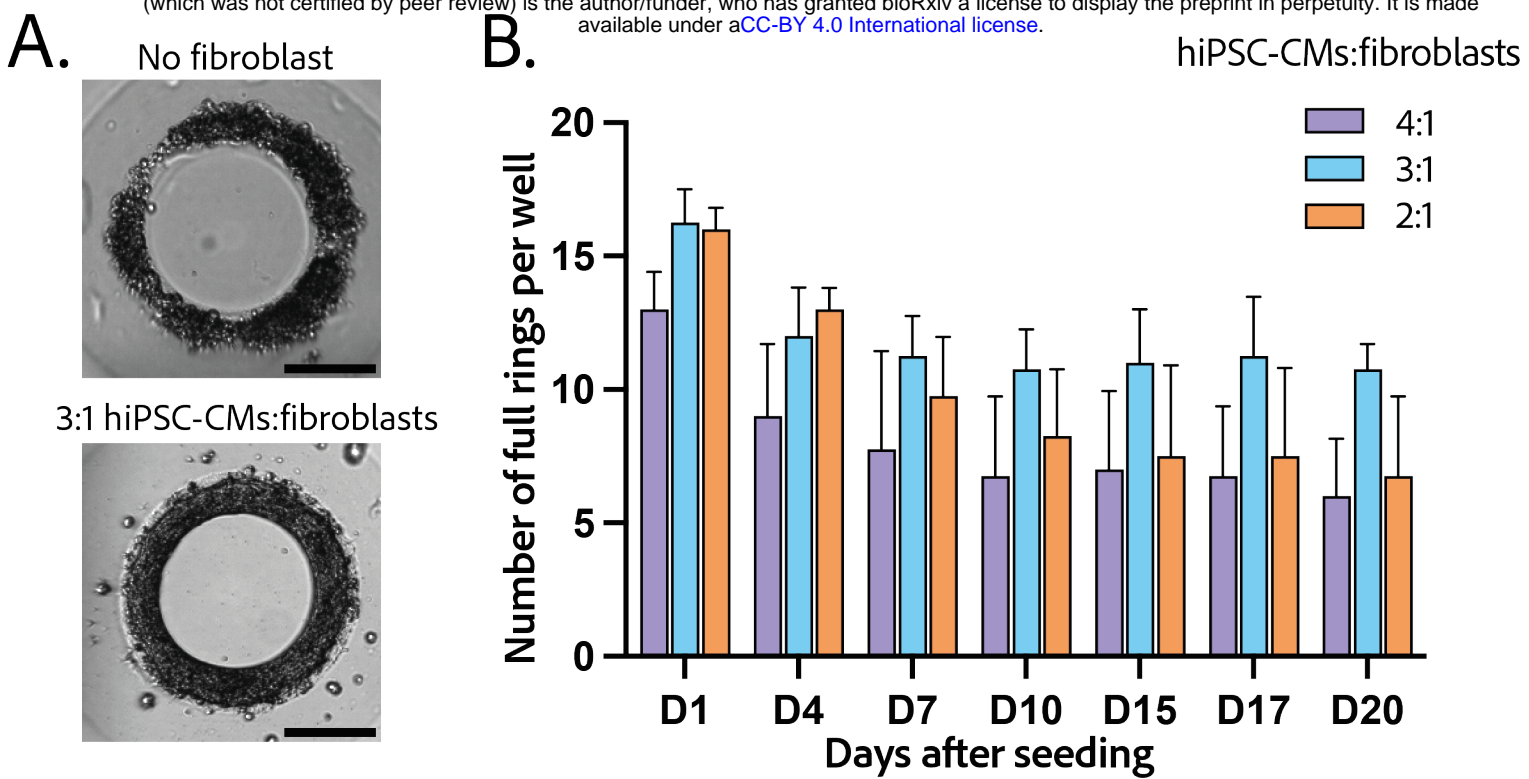 (which was not certified by peer review) is the author/funder, who has granted bioRxiv a license to display the preprint in perpetuity. It is made
available under aCC-BY 4.0 International license.
A.
No fibroblast
3:1 hiPSC-CMs:fibroblasts
B.
hiPSC-CMs:fibroblasts
4:1
3:1
2:1
Number of full rings per well
20
15
10
5
0
D1 D4 D7 D10 D15 D17 D20
Days after seeding